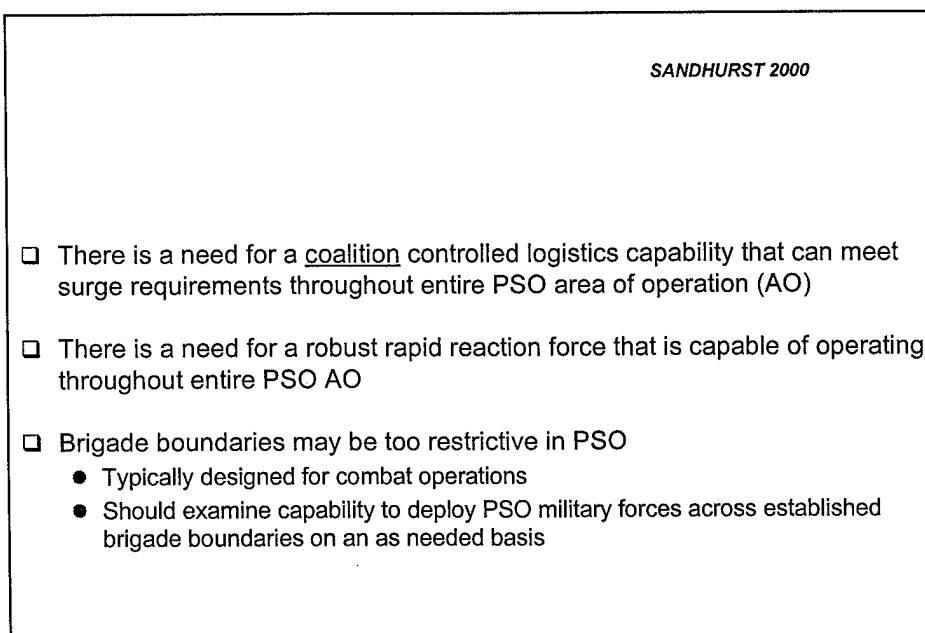 SANDHURST 2000
❑ There is a need for a coalition controlled logistics capability that can meet
surge requirements throughout entire PSO area of operation (AO)
❑ There is a need for a robust rapid reaction force that is capable of operating
throughout entire PSO AO
❑ Brigade boundaries may be too restrictive in PSO
● Typically designed for combat operations
● Should examine capability to deploy PSO military forces across established
brigade boundaries on an as needed basis